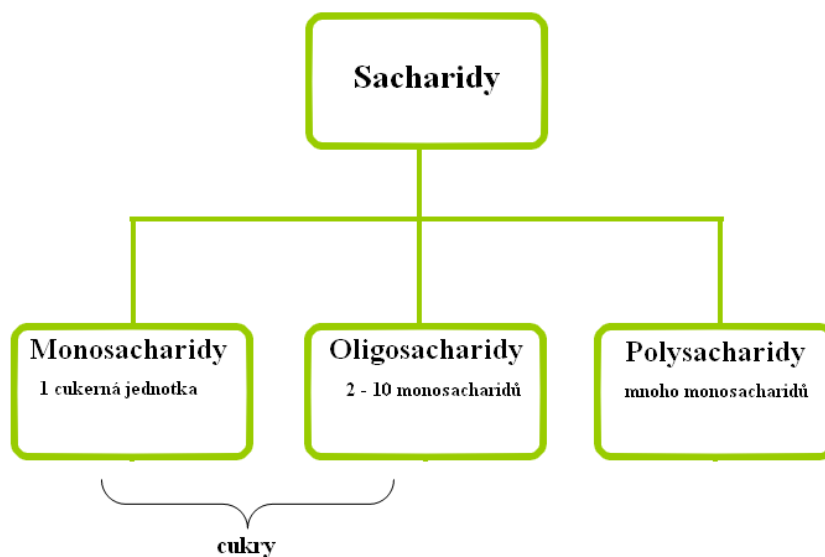 Sacharidy
Monosacharidy
1 cukerná jednotka
Oligosacharidy
2 - 10 monosacharidů
Polysacharidy
mnoho monosacharidů
cukry